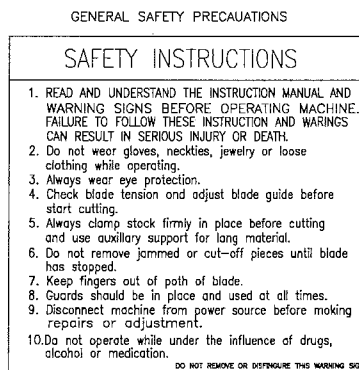 GENERAL SAFETY PRECAUATIONS
SAFETY INSTRUCTIONS
1. READ AND UNDERSTAND THE INSTRUCTION MANUAL AND
WARNING SIGNS BEFORE OPERATING MACHINE.
FAILURE TO FOLLOW THESE INSTRUCTION AND WARINGS
CAN RESULT IN SERIOUS INJURY OR DEATH.
2. Do not wear gloves, neckties, jewelry or loose
clothing while operating.
3. Always wear eye protection.
4. Check blade tension and adjust blade guide before
start cutting.
5. Always clamp stock firmly in place before cutting
and use auxillary support for long material.
6. Do not remove jammed or cut-off pieces until blade
has stopped.
7. Keep fingers out of path of blade.
8. Guards should be in place and used at all times.
9. Disconnect machine from power source before making
repairs or adjustment.
10.Do not operate while under the influence of drugs,
alcohol or medication.
DO NOT REMOVE OR DISFINGURE THIS WARNING